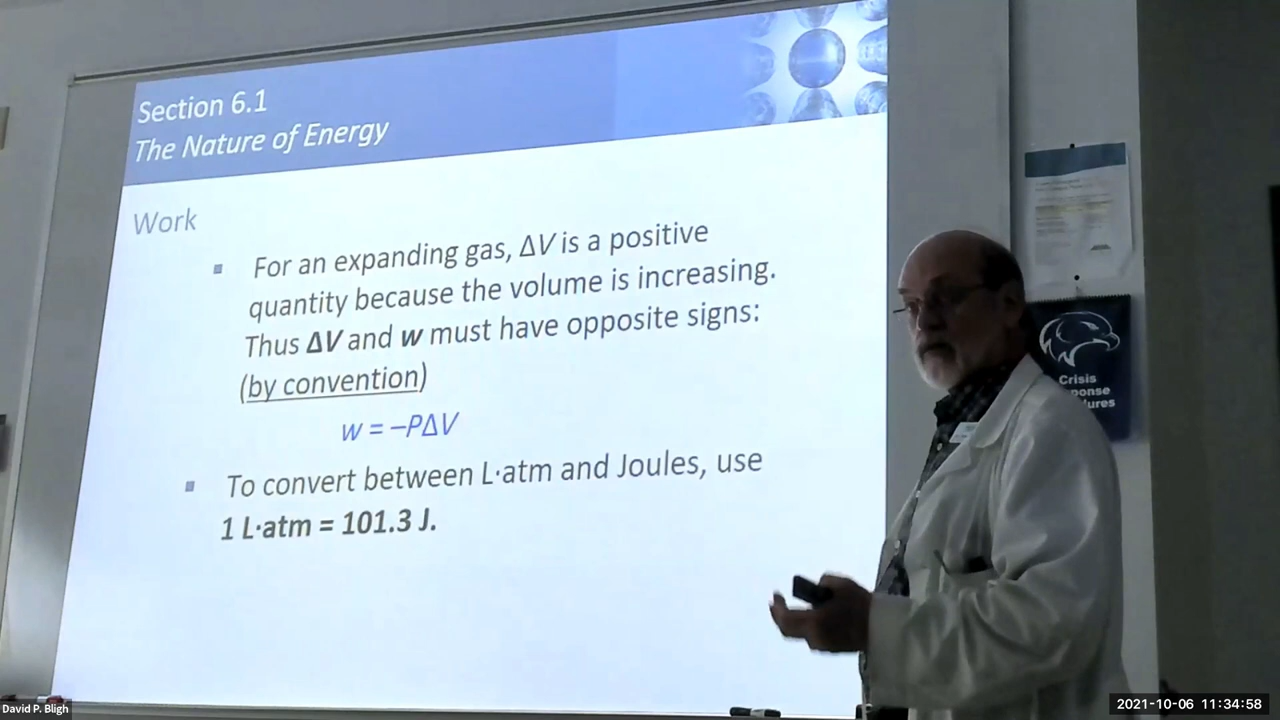 Section 6.1
The Nature of Energy
Work
For an expanding gas, ΔV is a positive
quantity because the volume is increasing.
Thus ΔV and w must have opposite signs:
(by convention)
w = –PΔV
To convert between L·atm and Joules, use
1 L·atm = 101.3 J.
Crisis
ponse
ures
David P. Bligh
2021-10-06 11:34:58